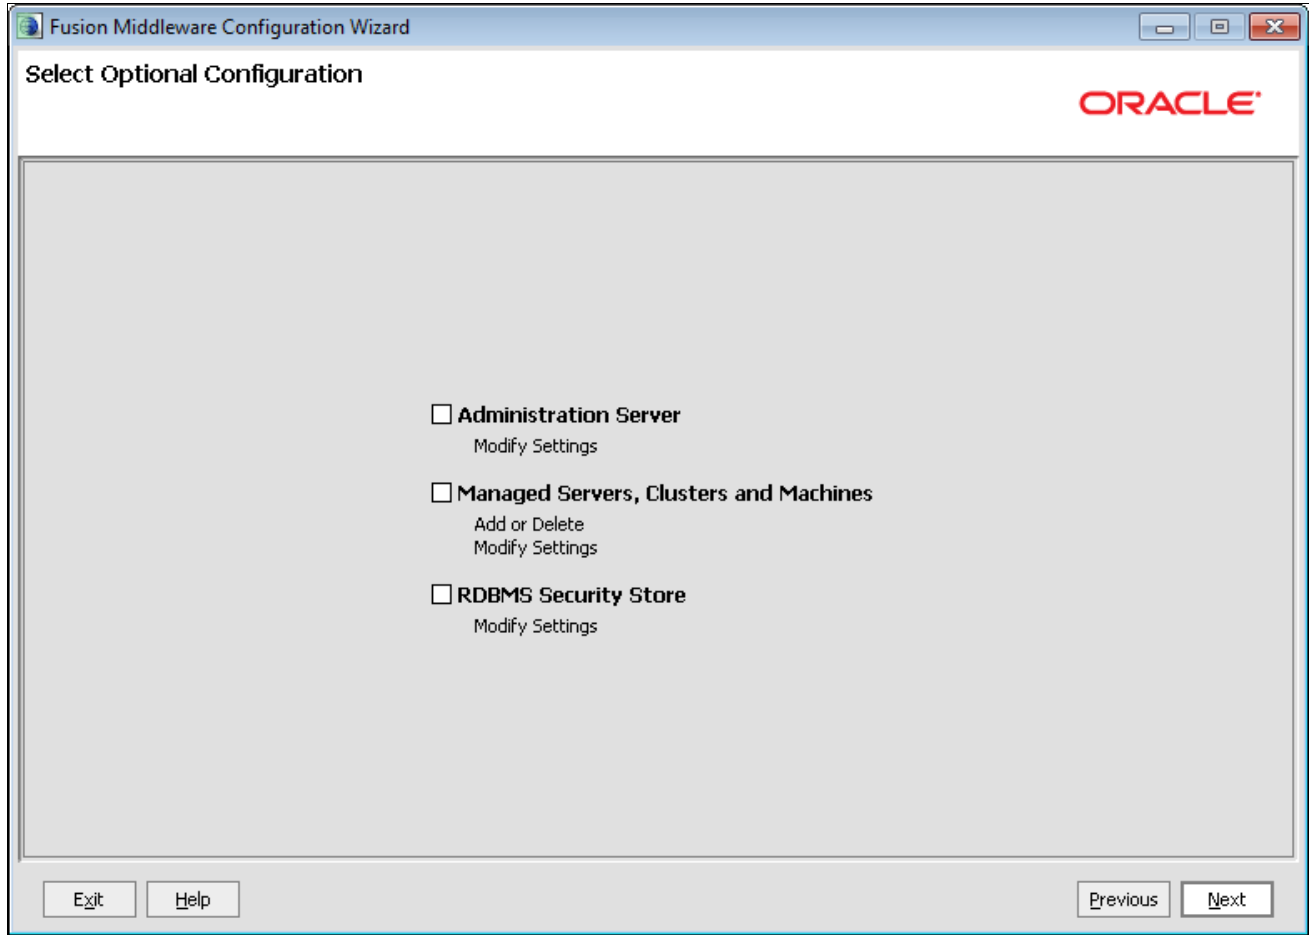 Fusion Middleware Configuration Wizard
Select Optional Configuration
ORACLE
Administration Server
Modify Settings
Managed Servers, Clusters and Machines
Add or Delete
Modify Settings
RDBMS Security Store
Modify Settings
Exit Help Previous Next